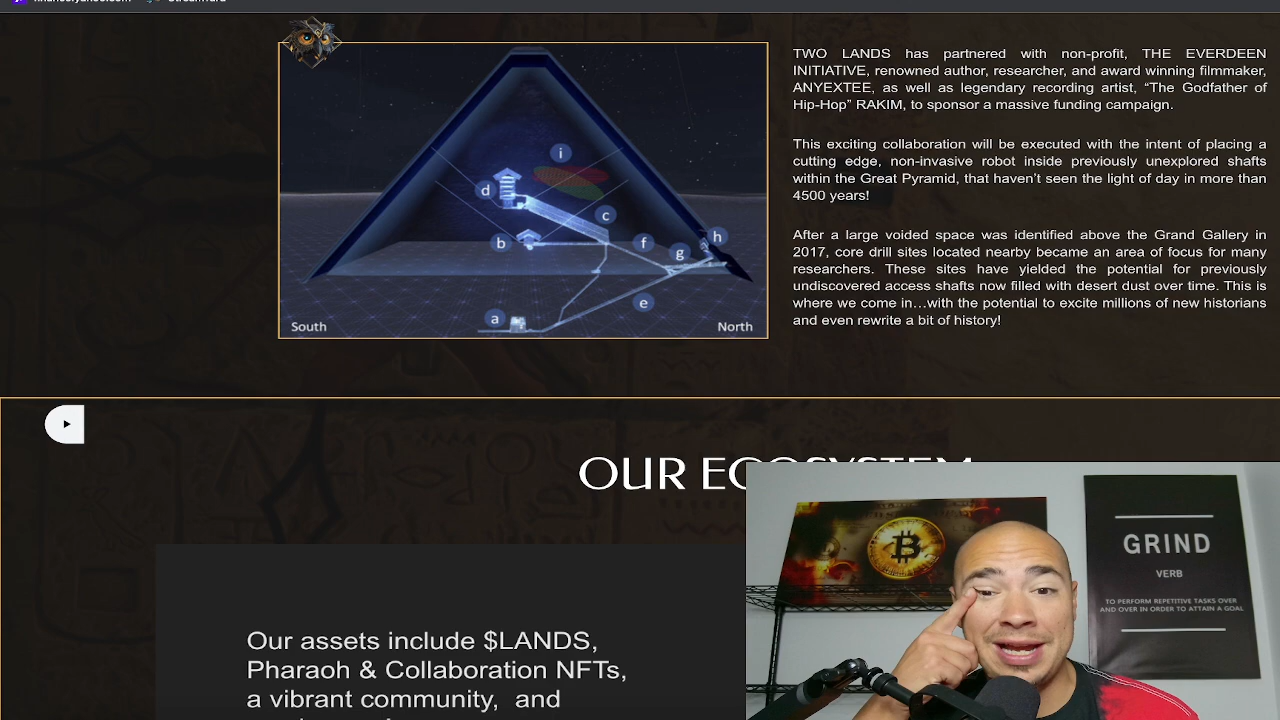 TWO LANDS has partnered with non-profit, THE EVERDEEN
INITIATIVE, renowned author, researcher, and award winning filmmaker,
ANYEXTEE, as well as legendary recording artist, “The Godfather of
Hip-Hop” RAKIM, to sponsor a massive funding campaign.
This exciting collaboration will be executed with the intent of placing a
cutting edge, non-invasive robot inside previously unexplored shafts
within the Great Pyramid, that haven’t seen the light of day in more than
4500 years!
After a large voided space was identified above the Grand Gallery in
2017, core drill sites located nearby became an area of focus for many
researchers. These sites have yielded the potential for previously
undiscovered access shafts now filled with desert dust over time. This is
where we come in…with the potential to excite millions of new historians
and even rewrite a bit of history!
i
d
c
b
f
h
g
e
a
South
North
OUR ECOSYSTEM
Our assets include $LANDS,
Pharaoh & Collaboration NFTs,
a vibrant community, and
GRIND
VERB
TO PERFORM REPETITIVE TASKS OVER
AND OVER IN ORDER TO ATTAIN A GOAL